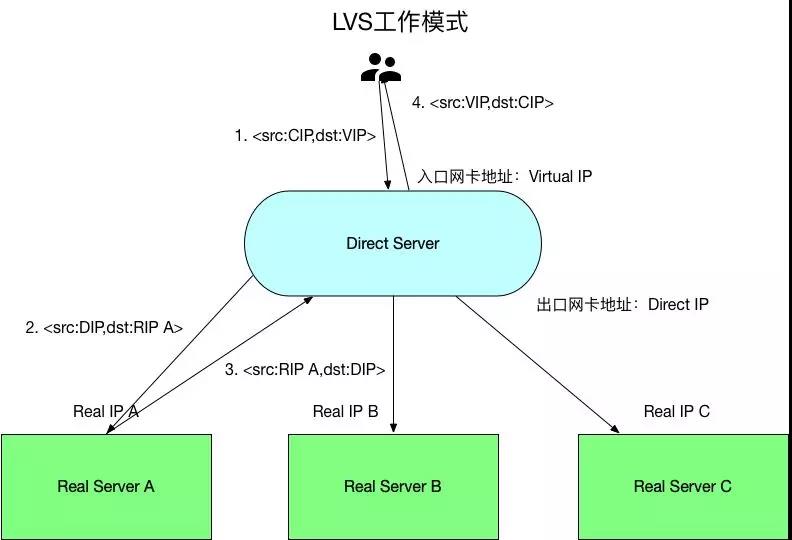 LVS工作模式
4. <src:VIP,dst:CIP>
1. <src:CIP,dst:VIP>
入口网卡地址：Virtual IP
Direct Server
出口网卡地址：Direct IP
2. <src:DIP,dst:RIP A>
3. <src:RIP A,dst:DIP>
Real IP A
Real IP B
Real IP C
Real Server A
Real Server B
Real Server C